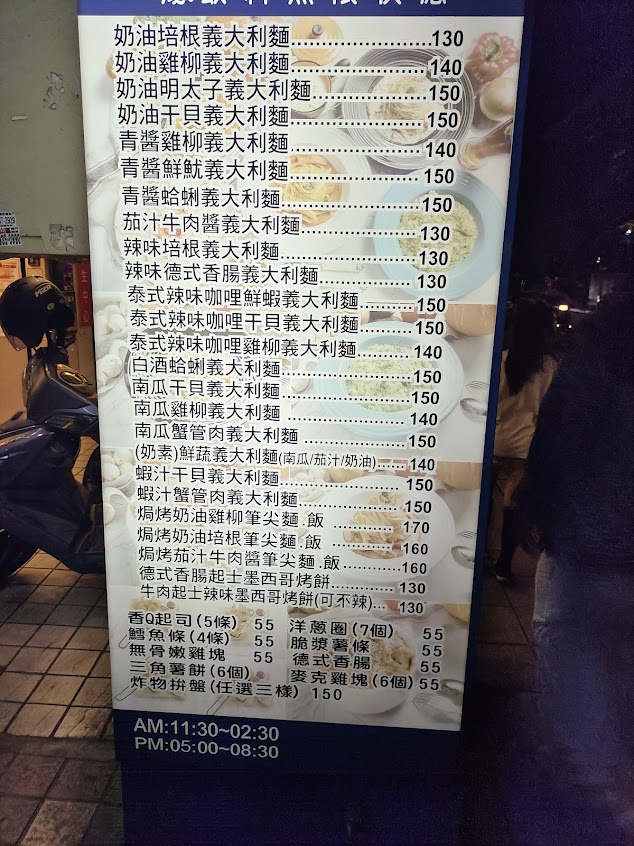 奶油培根義大利麵..................130
奶油雞柳義大利麵..................140
奶油明太子義大利麵...............150
奶油干貝義大利麵..................150
青醬雞柳義大利麵..................140
青醬鮮魷義大利麵..................150
青醬蛤蜊義大利麵..................150
茄汁牛肉醬義大利麵...............130
辣味培根義大利麵..................130
辣味德式香腸義大利麵............130
泰式辣味咖哩鮮蝦義大利麵......150
泰式辣味咖哩干貝義大利麵......150
泰式辣味咖哩雞柳義大利麵......140
白酒蛤蜊義大利麵..................150
南瓜干貝義大利麵..................150
南瓜雞柳義大利麵..................140
南瓜蟹管肉義大利麵...............150
(奶素)鮮蔬義大利麵(南瓜/茄汁/奶油)......140
蝦汁干貝義大利麵..................150
蝦汁蟹管肉義大利麵...............150
焗烤奶油雞柳筆尖麵.飯............170
焗烤奶油培根筆尖麵.飯............160
焗烤茄汁牛肉醬筆尖麵.飯.........160
德式香腸起士墨西哥烤餅............130
牛肉起士辣味墨西哥烤餅(可不辣)...130
香Q起司(5條) 55 洋蔥圈(7個) 55
鱈魚條(4條) 55 脆漿薯條 55
無骨嫩雞塊 55 德式香腸 55
三角薯餅(6個) 麥克雞塊(6個) 55
炸物拚盤(任選三樣) 150
AM:11:30~02:30
PM:05:00~08:30